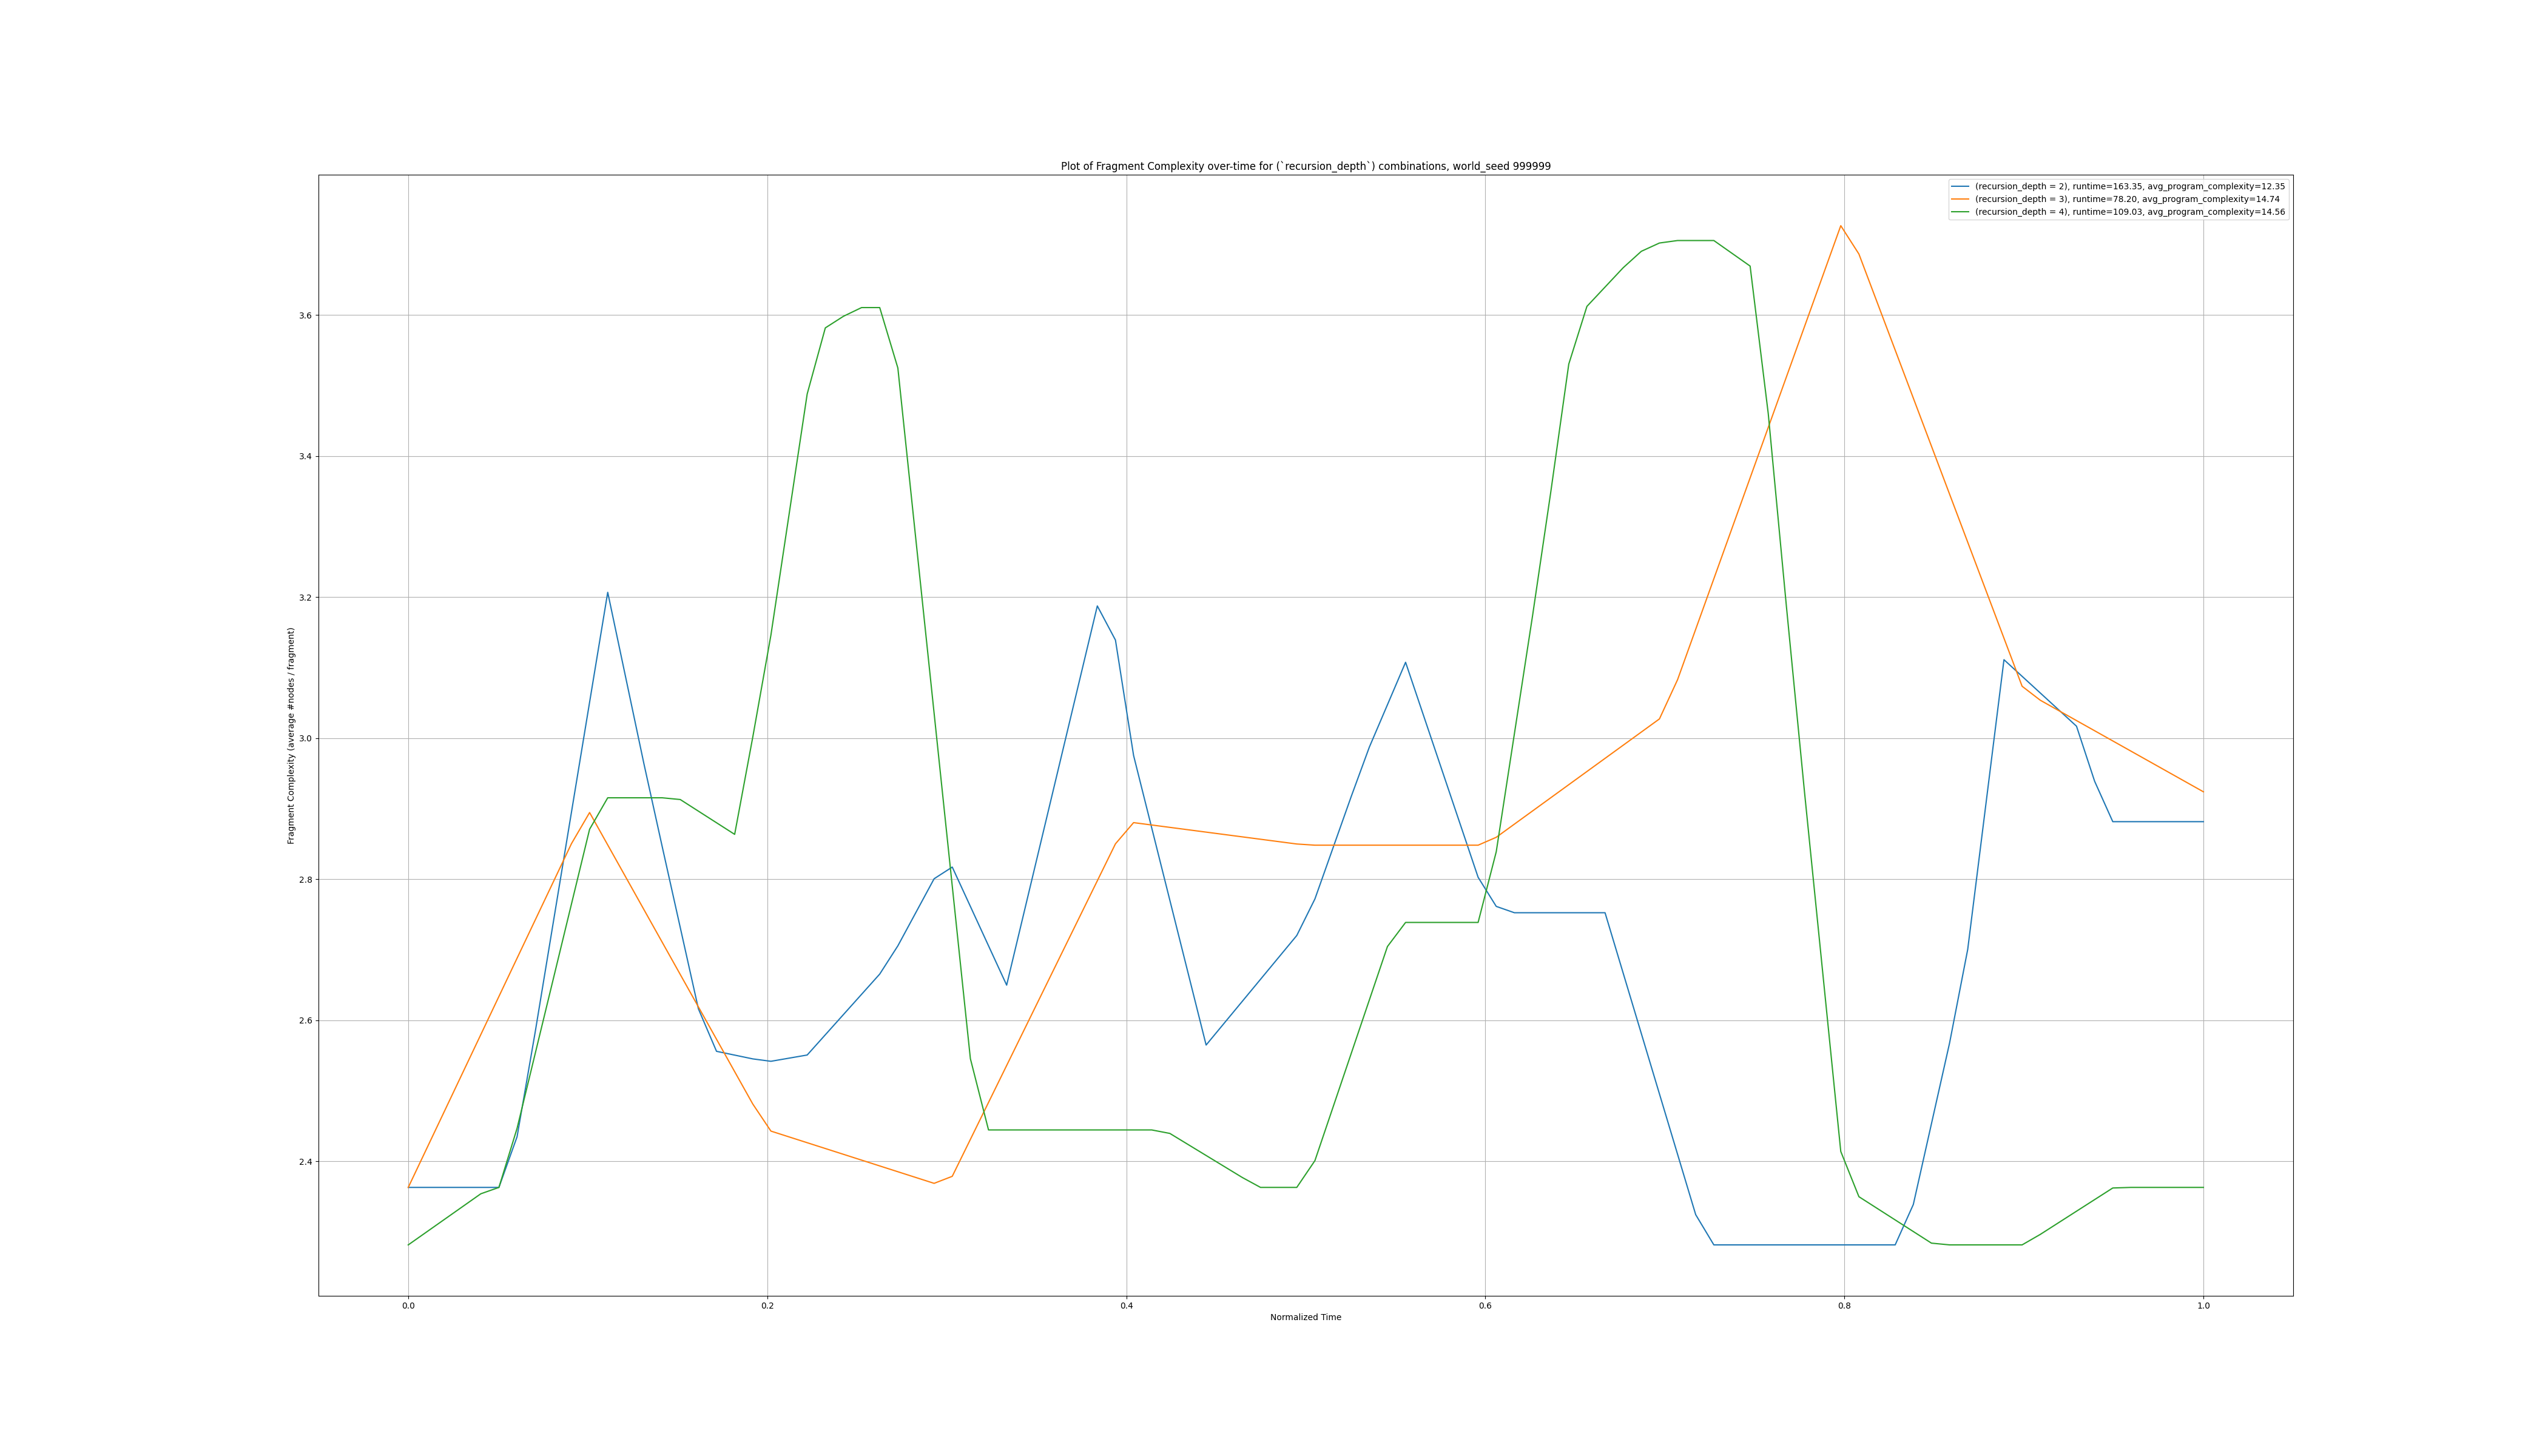 Plot of Fragment Complexity over-time for (`recursion_depth`) combinations, world_seed 999999
(recursion_depth = 2), runtime=163.35, avg_program_complexity=12.35
(recursion_depth = 3), runtime=78.20, avg_program_complexity=14.74
(recursion_depth = 4), runtime=109.03, avg_program_complexity=14.56
Fragment Complexity (average #nodes / fragment)
3.6
3.4
3.2
3.0
2.8
2.6
2.4
0.0
0.2
0.4
0.6
0.8
1.0
Normalized Time